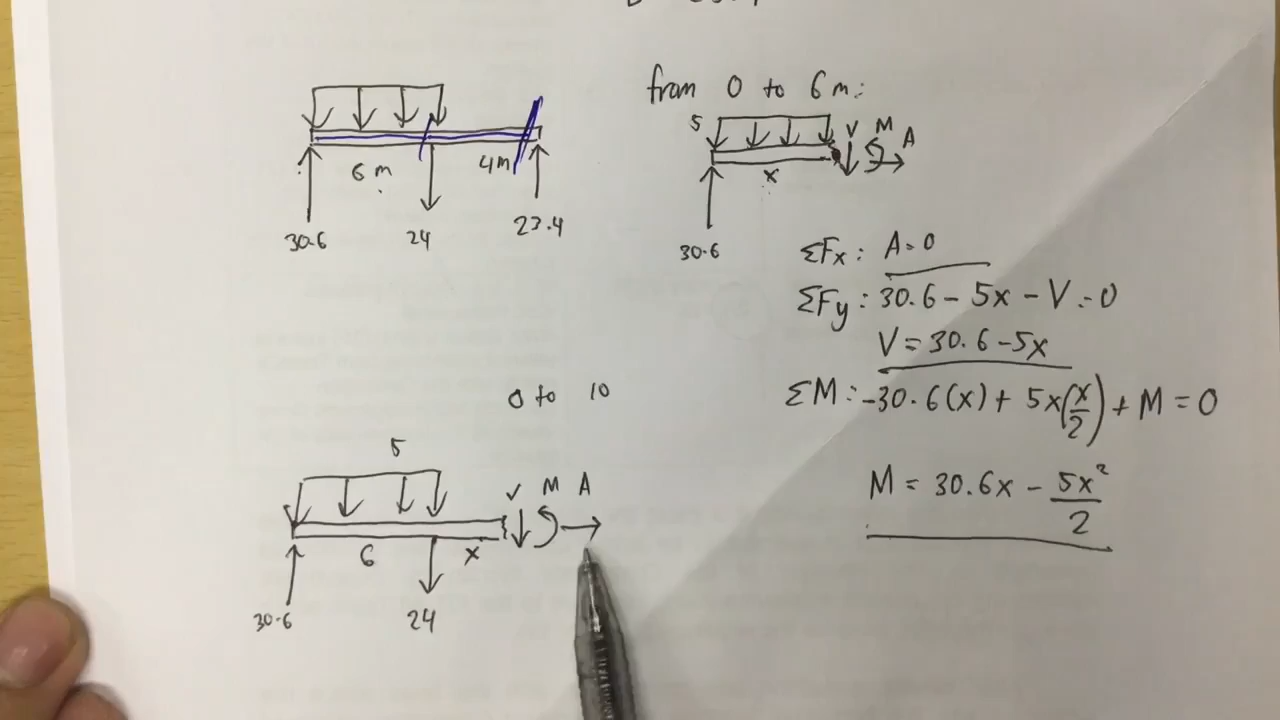 from 0 to 6 m:
5
V M A
6 m 4m
x
30.6 24 23.4
30.6
ΣFx: A=0
ΣFy: 30.6 - 5x - V = 0
V = 30.6 - 5x
0 to 10
ΣM: -30.6(x) + 5x(x/2) + M = 0
5
V M A
M = 30.6x - 5x²/2
6 x
30.6 24